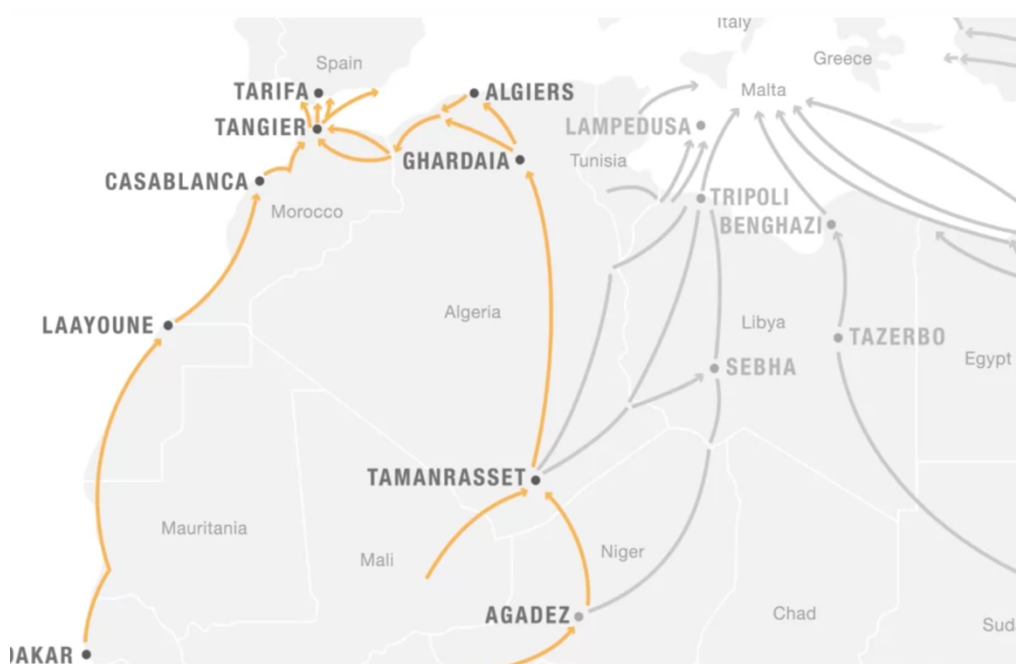 Italy
Spain
Greece
TARIFA
ALGIERS
Malta
TANGIER
LAMPEDUSA
GHARDAIA
Tunisia
CASABLANCA
TRIPOLI
Morocco
BENGHAZI
Algeria
LAAYOUNE
Libya
TAZERBO
Egypt
SEBHA
TAMANRASSET
Mauritania
Mali
Niger
AGADEZ
Chad
Sud
DAKAR